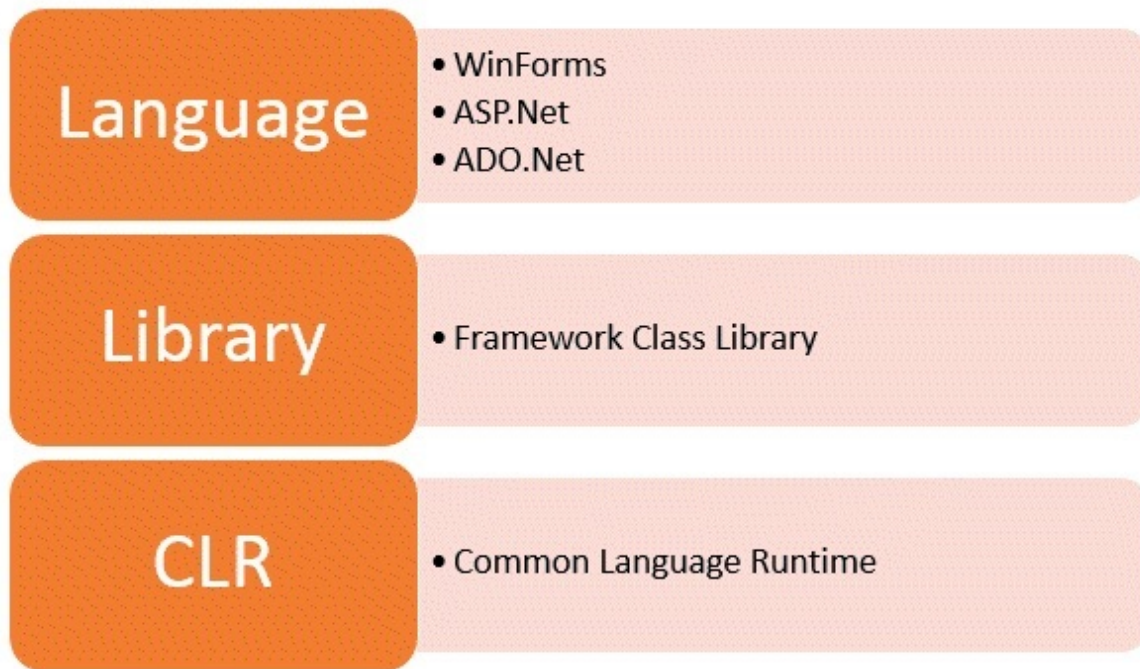 Language
• WinForms
• ASP.Net
• ADO.Net
Library
• Framework Class Library
CLR
• Common Language Runtime